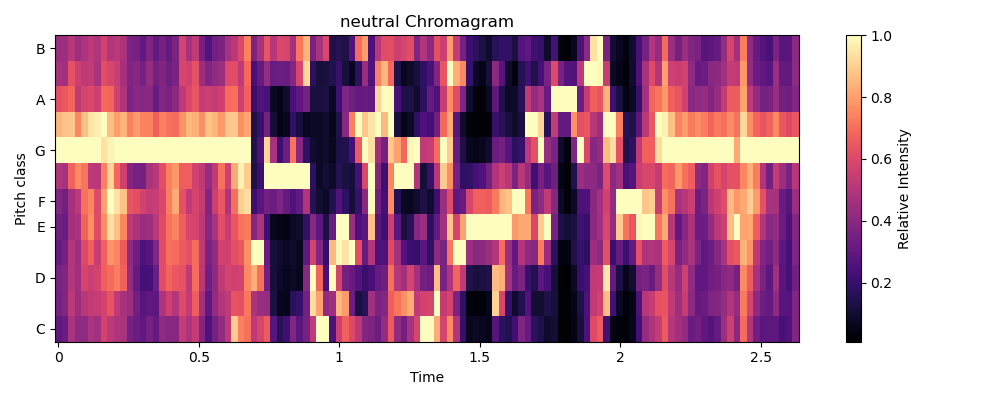 neutral Chromagram
B
A
G
F
E
D
C
Pitch class
0
0.5
1
1.5
2
2.5
Time
1.0
0.8
0.6
0.4
0.2
Relative Intensity